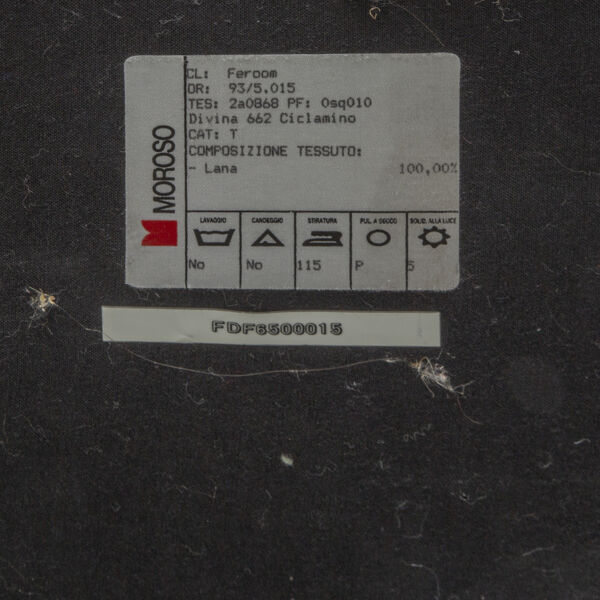 MOROSO
CL: Feroom
OR: 93/5.015
TES: 2a0868 PF: 0sq010
Divina 662 Ciclamino
CAT: T
COMPOSIZIONE TESSUTO:
- Lana 100,00%
LAVAGGIO CANDEGGIO STIRATURA PUL. A SECCO SOLID. ALLA LUCE
No No 115 P 5
FDF6500015